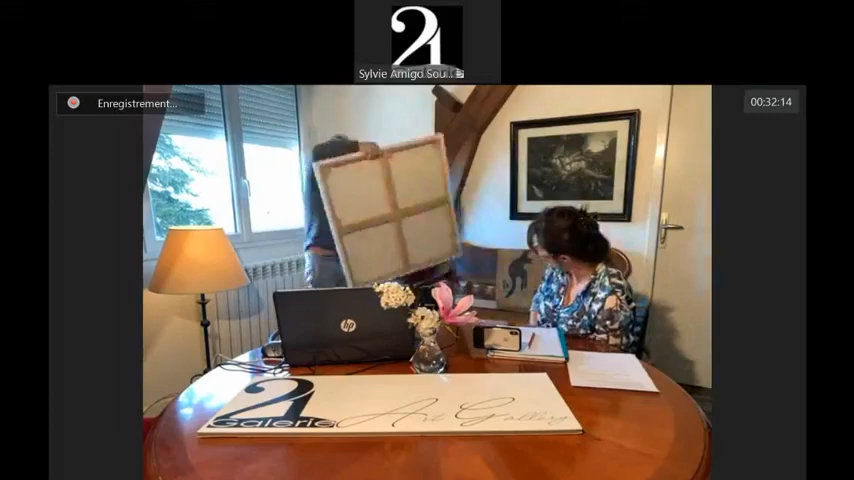 21
Sylvie Amigo Sou...
Enregistrement...
00:32:14
hp
21
Galerie Art Gallery